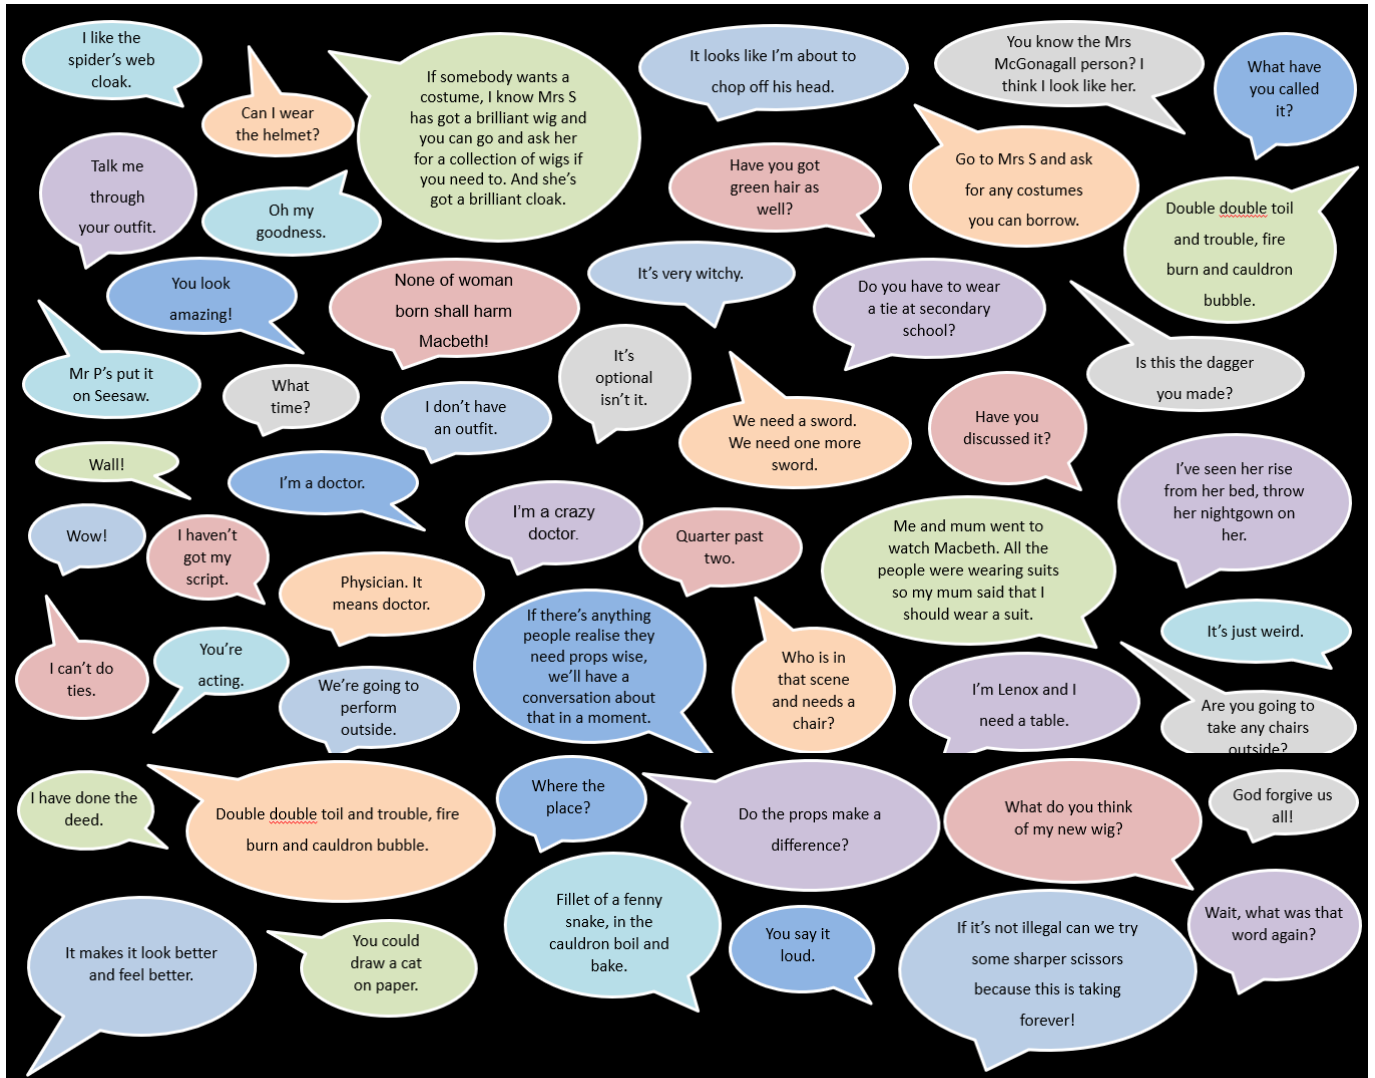 I like the
spider’s web
cloak.
Can I wear
the helmet?
If somebody wants a
costume, I know Mrs S
has got a brilliant wig and
you can go and ask her
for a collection of wigs if
you need to. And she’s
got a brilliant cloak.
It looks like I’m about to
chop off his head.
You know the Mrs
McGonagall person? I
think I look like her.
What have
you called
it?
Talk me
through
your outfit.
Oh my
goodness.
Have you got
green hair as
well?
Go to Mrs S and ask
for any costumes
you can borrow.
Double double toil
and trouble, fire
burn and cauldron
bubble.
You look
amazing!
None of woman
born shall harm
Macbeth!
It’s very witchy.
Do you have to wear
a tie at secondary
school?
Is this the dagger
you made?
Mr P’s put it
on Seesaw.
What
time?
I don’t have
an outfit.
It’s
optional
isn’t it.
We need a sword.
We need one more
sword.
Have you
discussed it?
I’ve seen her rise
from her bed, throw
her nightgown on
her.
Wall!
I’m a doctor.
Wow!
I haven’t
got my
script.
Physician. It
means doctor.
I’m a crazy
doctor.
Quarter past
two.
Me and mum went to
watch Macbeth. All the
people were wearing suits
so my mum said that I
should wear a suit.
It’s just weird.
I can’t do
ties.
You’re
acting.
We’re going to
perform
outside.
If there’s anything
people realise they
need props wise,
we’ll have a
conversation about
that in a moment.
Who is in
that scene
and needs a
chair?
I’m Lenox and I
need a table.
Are you going to
take any chairs
outside?
I have done the
deed.
Double double toil and trouble, fire
burn and cauldron bubble.
Where the
place?
Do the props make a
difference?
What do you think
of my new wig?
God forgive us
all!
It makes it look better
and feel better.
You could
draw a cat
on paper.
Fillet of a fenny
snake, in the
cauldron boil and
bake.
You say it
loud.
If it’s not illegal can we try
some sharper scissors
because this is taking
forever!
Wait, what was that
word again?